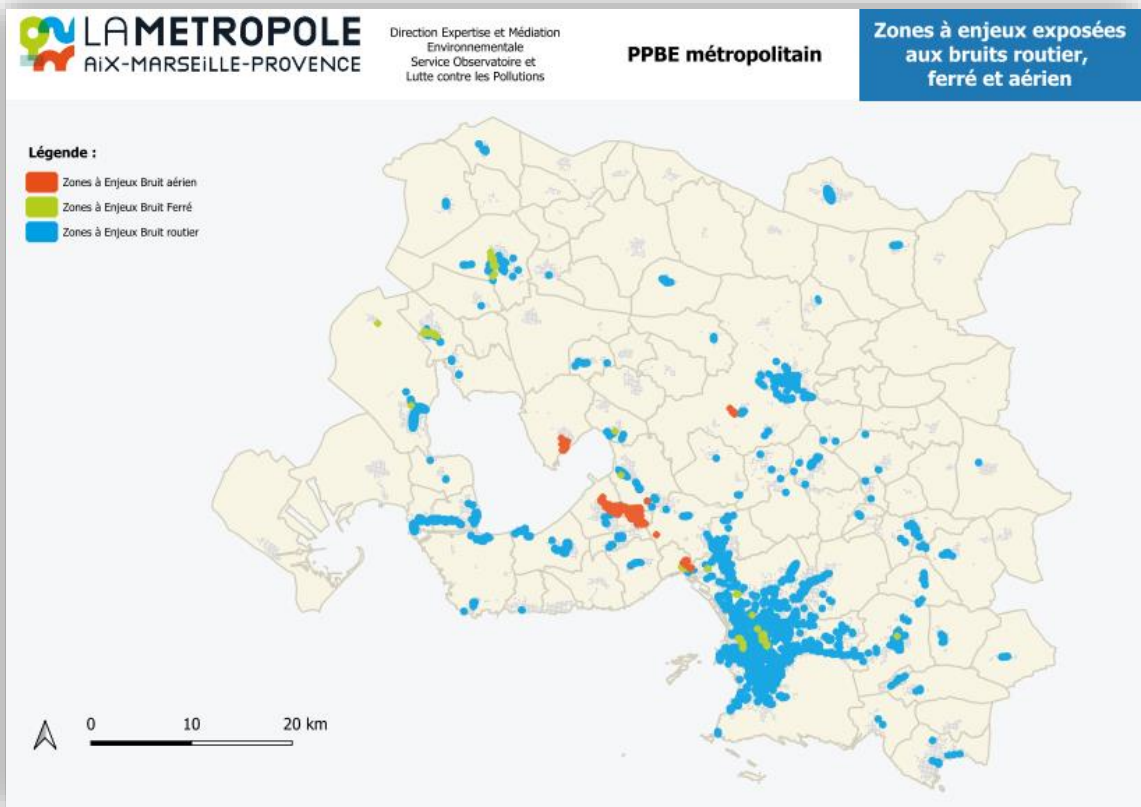 LAMETROPOLE
AiX-MARSEiLLE-PROVENCE
Direction Expertise et Médiation
Environnementale
Service Observatoire et
Lutte contre les Pollutions
PPBE métropolitain
Zones à enjeux exposées
aux bruits routier,
ferré et aérien
Légende :
Zones à Enjeux Bruit aérien
Zones à Enjeux Bruit Ferré
Zones à Enjeux Bruit routier
0 10 20 km